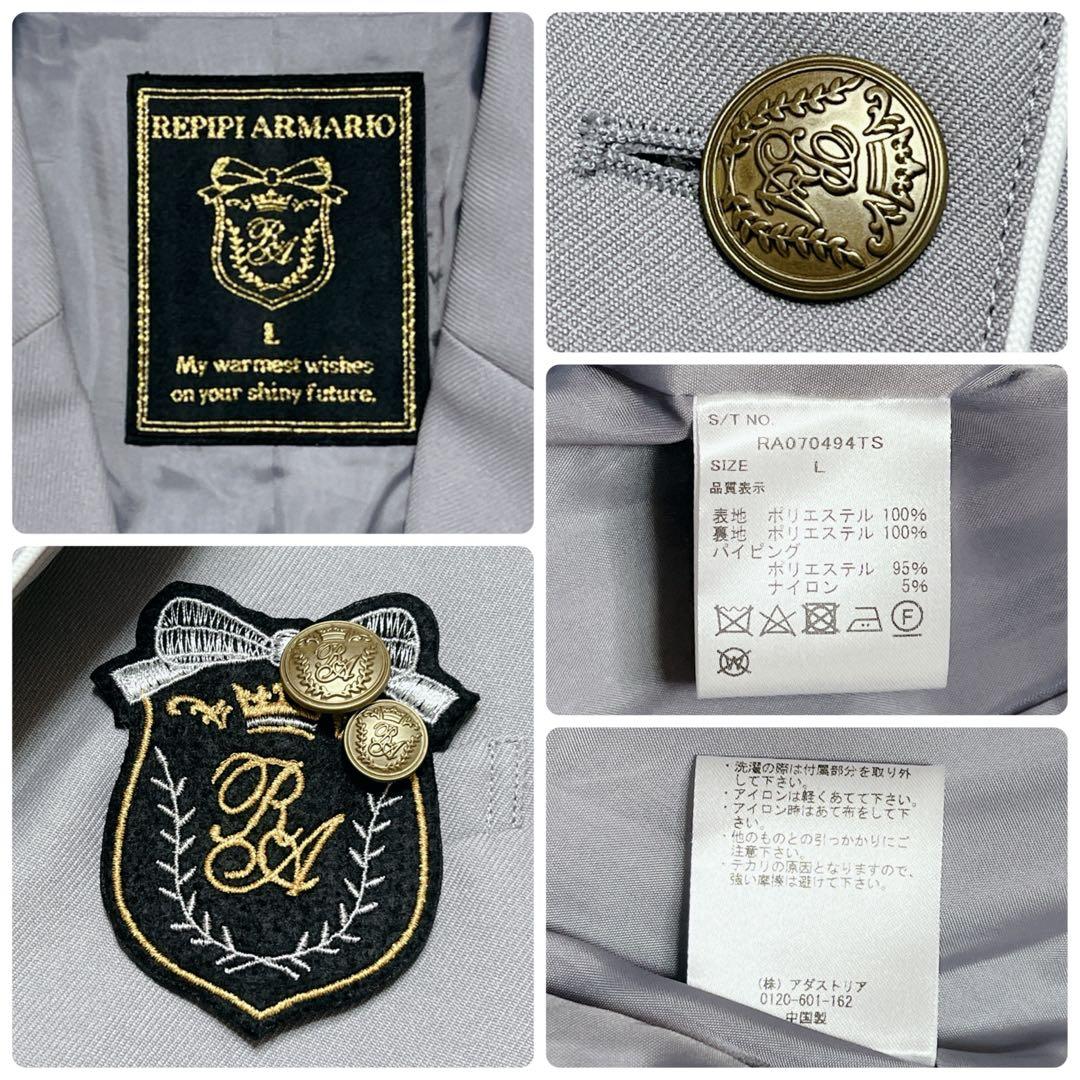 REPIPI ARMARIO
RA
L
My warmest wishes
on your shiny future.
RA
S/T NO.
RA070494TS
SIZE L
品質表示
表地 ポリエステル 100%
裏地 ポリエステル 100%
パイピング
ポリエステル 95%
ナイロン 5%
F
W
RA
RA
RA
・洗濯の際は付属部分を取り外
して下さい。
・アイロンは軽くあてて下さい。
・アイロン時はあて布をして下
さい。
・他のものとの引っかかりにご
注意下さい。
・テカリの原因となりますので、
強い摩擦は避けて下さい。
(株) アダストリア
0120-601-162
中国製